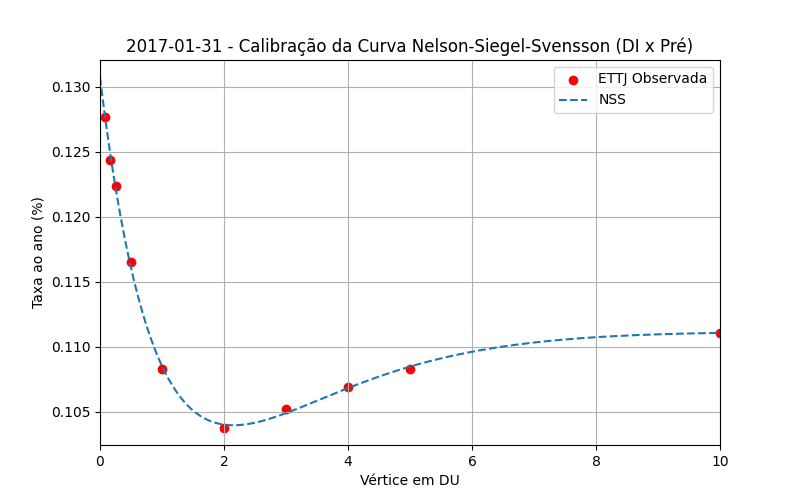 2017-01-31 - Calibração da Curva Nelson-Siegel-Svensson (DI x Pré)
ETTJ Observada
NSS
Taxa ao ano (%)
0.130
0.125
0.120
0.115
0.110
0.105
0 2 4 6 8 10
Vértice em DU